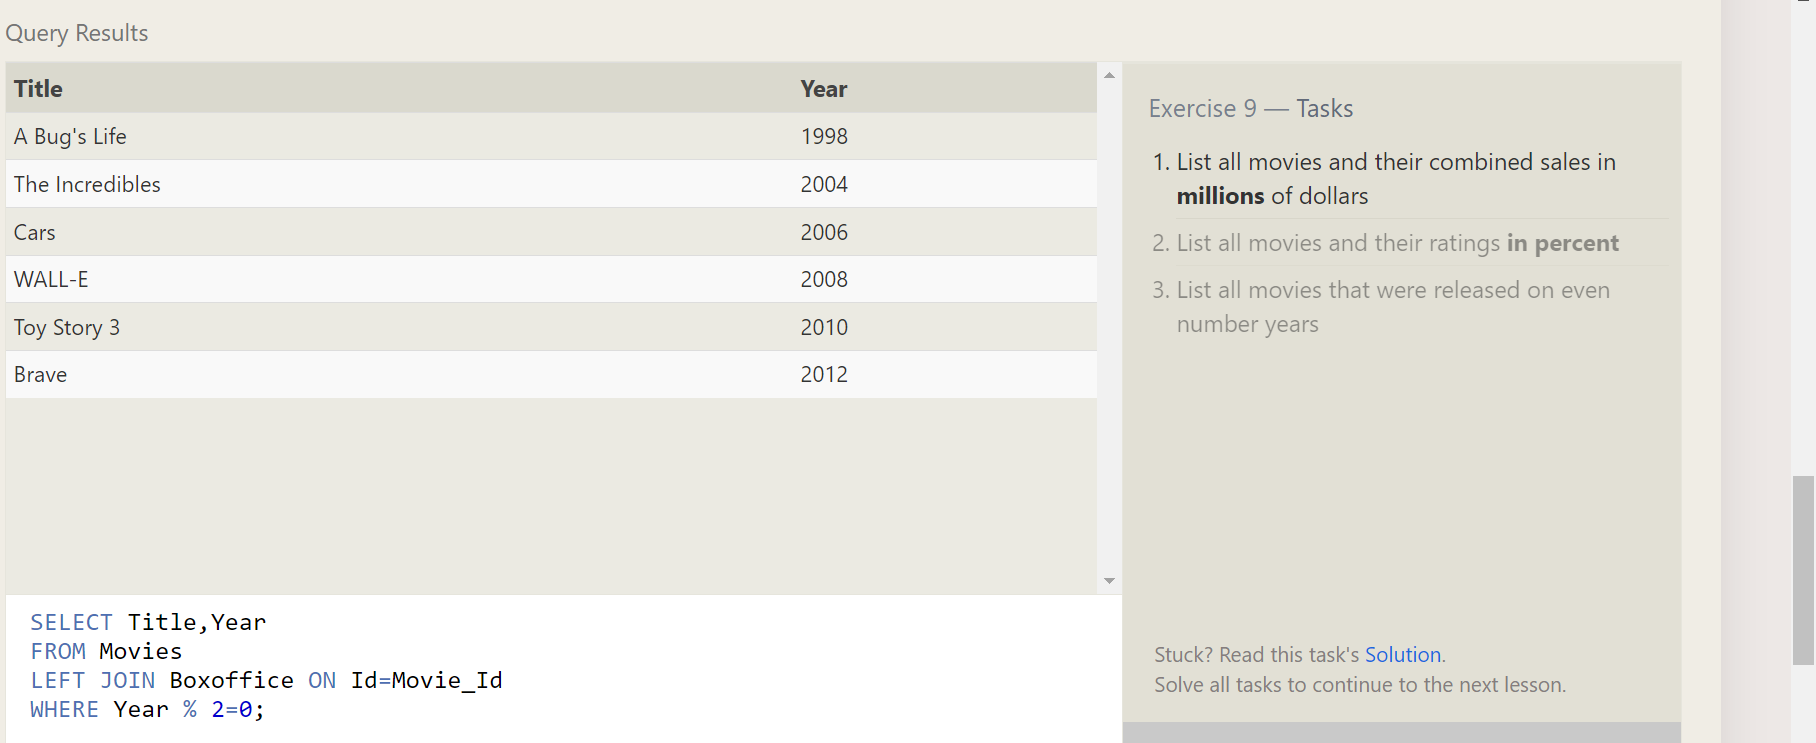 Query Results
Title Year
A Bug's Life 1998
The Incredibles 2004
Cars 2006
WALL-E 2008
Toy Story 3 2010
Brave 2012
SELECT Title,Year
FROM Movies
LEFT JOIN Boxoffice ON Id=Movie_Id
WHERE Year % 2=0;
Exercise 9 — Tasks
1. List all movies and their combined sales in
millions of dollars
2. List all movies and their ratings in percent
3. List all movies that were released on even
number years
Stuck? Read this task's Solution.
Solve all tasks to continue to the next lesson.